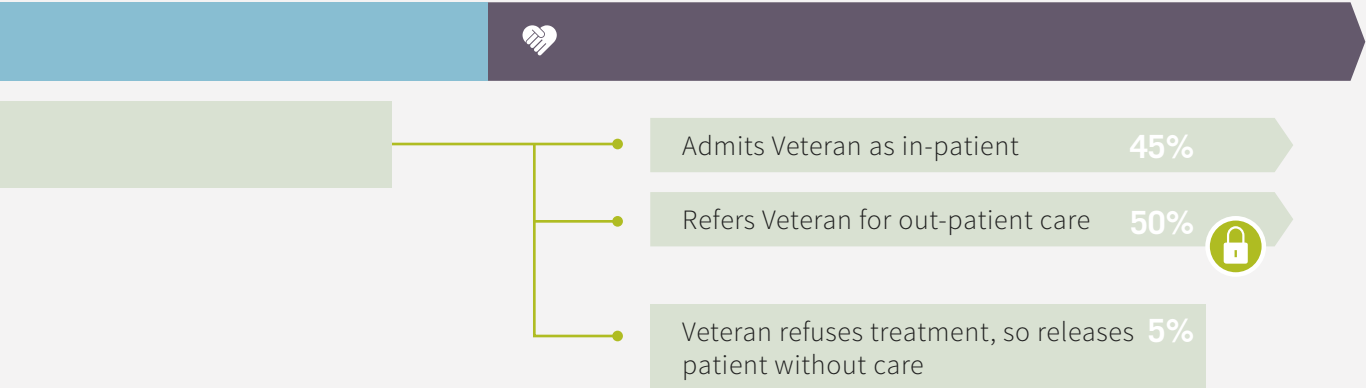 Admits Veteran as in-patient 45%
Refers Veteran for out-patient care 50%
Veteran refuses treatment, so releases 5%
patient without care